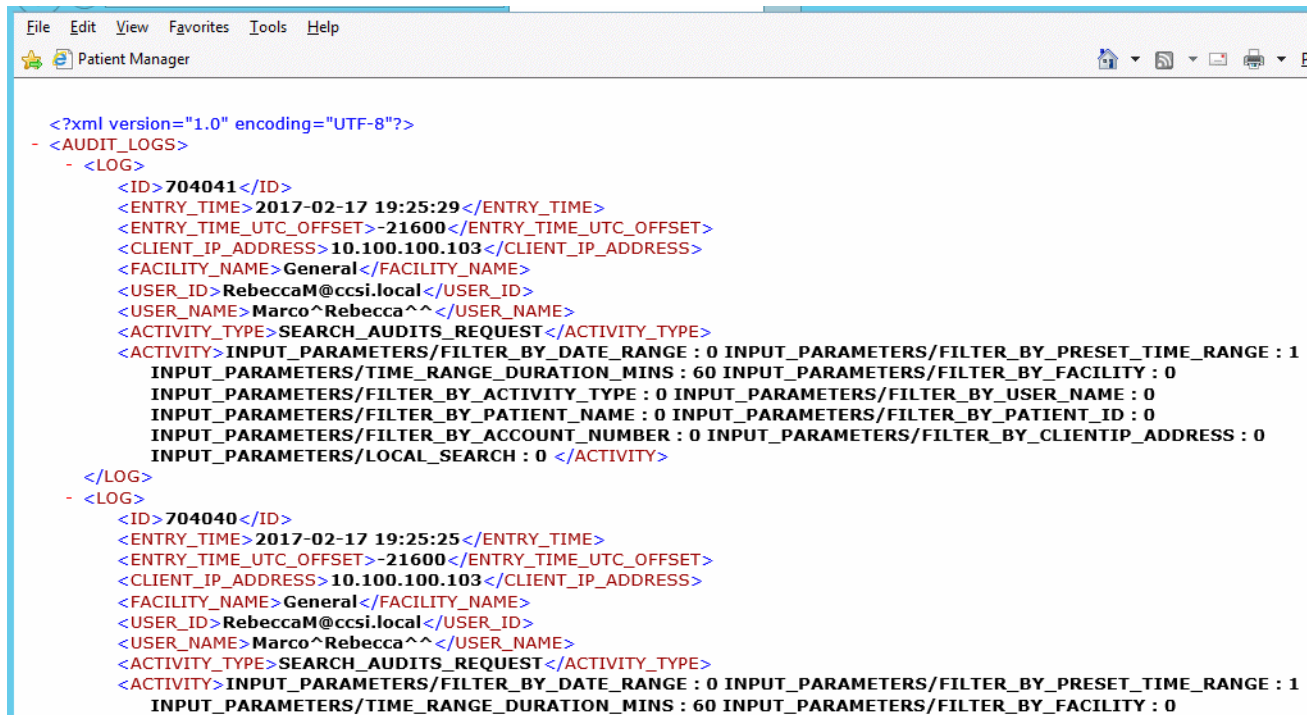 File Edit View Favorites Tools Help
Patient Manager
<?xml version="1.0" encoding="UTF-8"?>
- <AUDIT_LOGS>
- <LOG>
<ID>704041</ID>
<ENTRY_TIME>2017-02-17 19:25:29</ENTRY_TIME>
<ENTRY_TIME_UTC_OFFSET>-21600</ENTRY_TIME_UTC_OFFSET>
<CLIENT_IP_ADDRESS>10.100.100.103</CLIENT_IP_ADDRESS>
<FACILITY_NAME>General</FACILITY_NAME>
<USER_ID>RebeccaM@ccsi.local</USER_ID>
<USER_NAME>Marco^Rebecca^^</USER_NAME>
<ACTIVITY_TYPE>SEARCH_AUDITS_REQUEST</ACTIVITY_TYPE>
<ACTIVITY>INPUT_PARAMETERS/FILTER_BY_DATE_RANGE : 0 INPUT_PARAMETERS/FILTER_BY_PRESET_TIME_RANGE : 1
INPUT_PARAMETERS/TIME_RANGE_DURATION_MINS : 60 INPUT_PARAMETERS/FILTER_BY_FACILITY : 0
INPUT_PARAMETERS/FILTER_BY_ACTIVITY_TYPE : 0 INPUT_PARAMETERS/FILTER_BY_USER_NAME : 0
INPUT_PARAMETERS/FILTER_BY_PATIENT_NAME : 0 INPUT_PARAMETERS/FILTER_BY_PATIENT_ID : 0
INPUT_PARAMETERS/FILTER_BY_ACCOUNT_NUMBER : 0 INPUT_PARAMETERS/FILTER_BY_CLIENTIP_ADDRESS : 0
INPUT_PARAMETERS/LOCAL_SEARCH : 0 </ACTIVITY>
</LOG>
- <LOG>
<ID>704040</ID>
<ENTRY_TIME>2017-02-17 19:25:25</ENTRY_TIME>
<ENTRY_TIME_UTC_OFFSET>-21600</ENTRY_TIME_UTC_OFFSET>
<CLIENT_IP_ADDRESS>10.100.100.103</CLIENT_IP_ADDRESS>
<FACILITY_NAME>General</FACILITY_NAME>
<USER_ID>RebeccaM@ccsi.local</USER_ID>
<USER_NAME>Marco^Rebecca^^</USER_NAME>
<ACTIVITY_TYPE>SEARCH_AUDITS_REQUEST</ACTIVITY_TYPE>
<ACTIVITY>INPUT_PARAMETERS/FILTER_BY_DATE_RANGE : 0 INPUT_PARAMETERS/FILTER_BY_PRESET_TIME_RANGE : 1
INPUT_PARAMETERS/TIME_RANGE_DURATION_MINS : 60 INPUT_PARAMETERS/FILTER_BY_FACILITY : 0